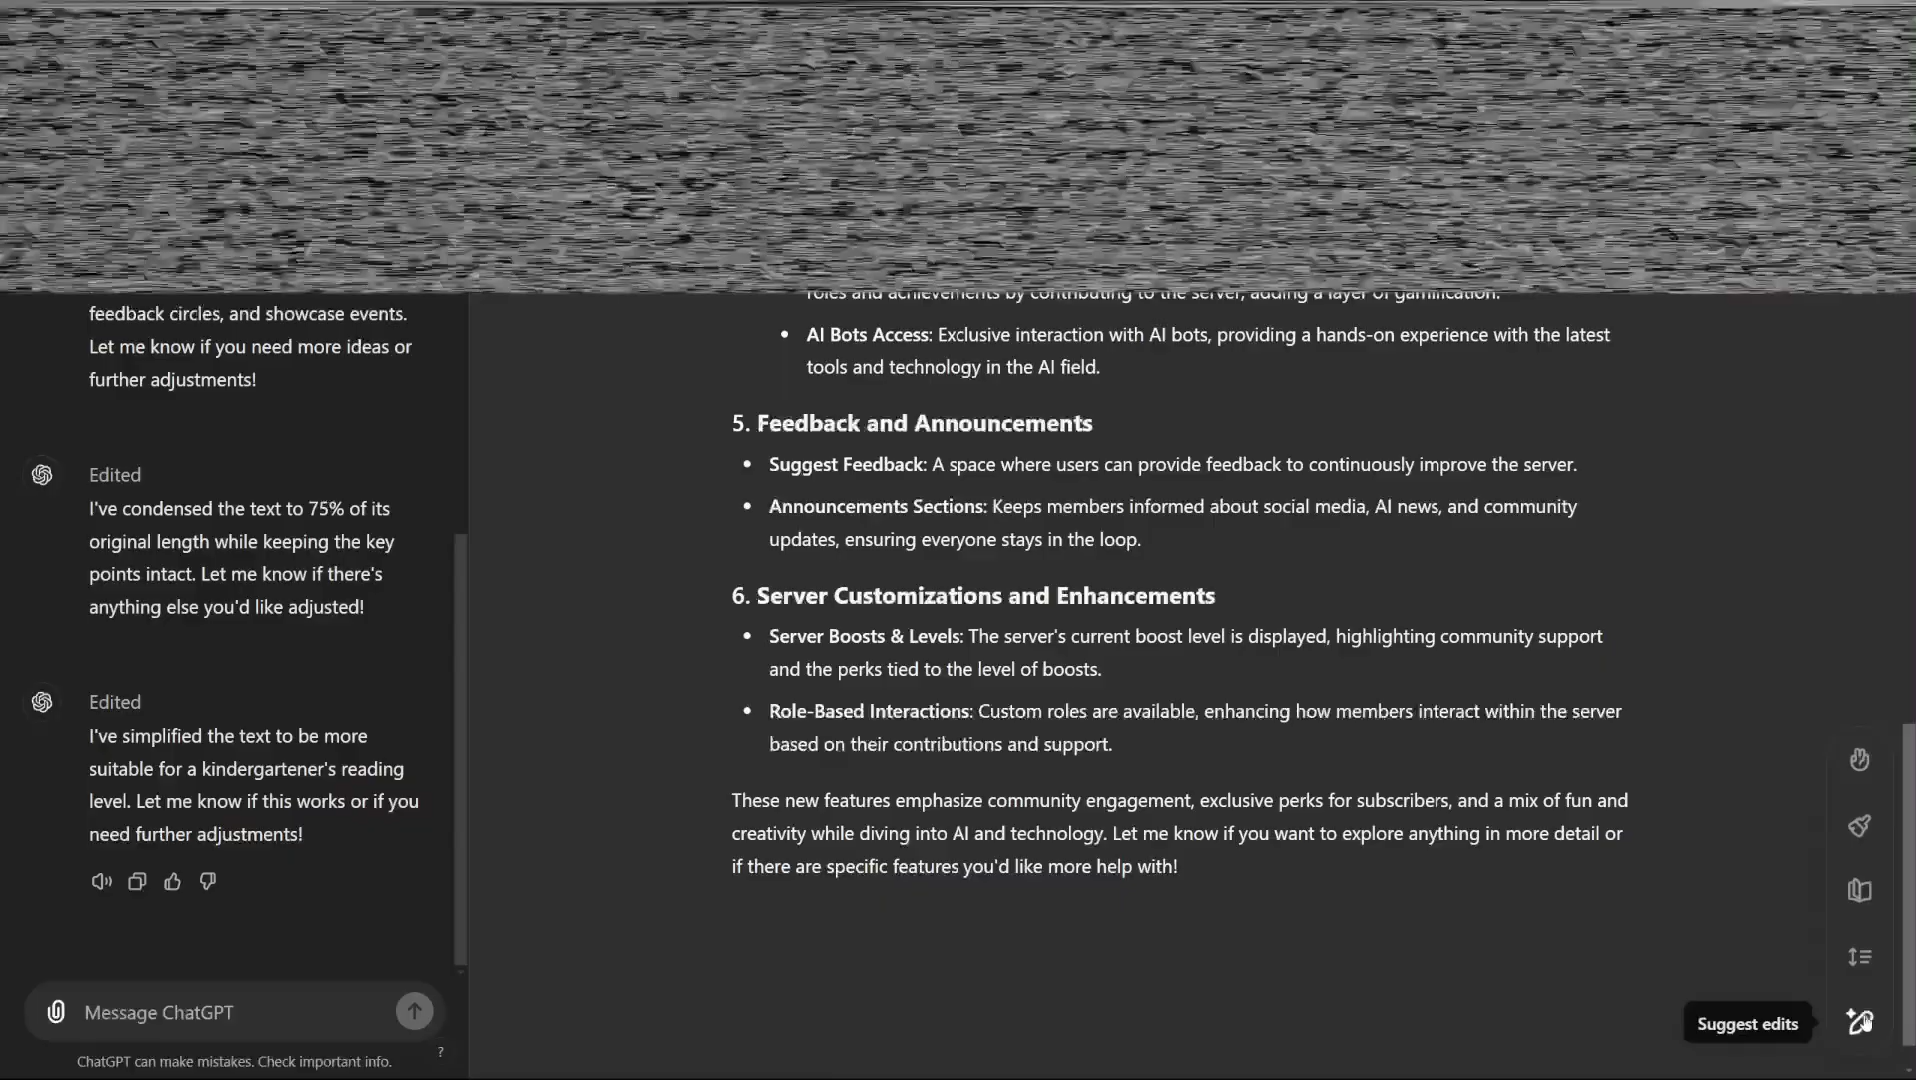 feedback circles, and showcase events.
Let me know if you need more ideas or
further adjustments!
Edited
I've condensed the text to 75% of its
original length while keeping the key
points intact. Let me know if there's
anything else you'd like adjusted!
Edited
I've simplified the text to be more
suitable for a kindergartener's reading
level. Let me know if this works or if you
need further adjustments!
Message ChatGPT
ChatGPT can make mistakes. Check important info.
?
roles and achievements by contributing to the server, adding a layer of gamification.
• AI Bots Access: Exclusive interaction with AI bots, providing a hands-on experience with the latest
tools and technology in the AI field.
5. Feedback and Announcements
• Suggest Feedback: A space where users can provide feedback to continuously improve the server.
• Announcements Sections: Keeps members informed about social media, AI news, and community
updates, ensuring everyone stays in the loop.
6. Server Customizations and Enhancements
• Server Boosts & Levels: The server's current boost level is displayed, highlighting community support
and the perks tied to the level of boosts.
• Role-Based Interactions: Custom roles are available, enhancing how members interact within the server
based on their contributions and support.
These new features emphasize community engagement, exclusive perks for subscribers, and a mix of fun and
creativity while diving into AI and technology. Let me know if you want to explore anything in more detail or
if there are specific features you'd like more help with!
Suggest edits